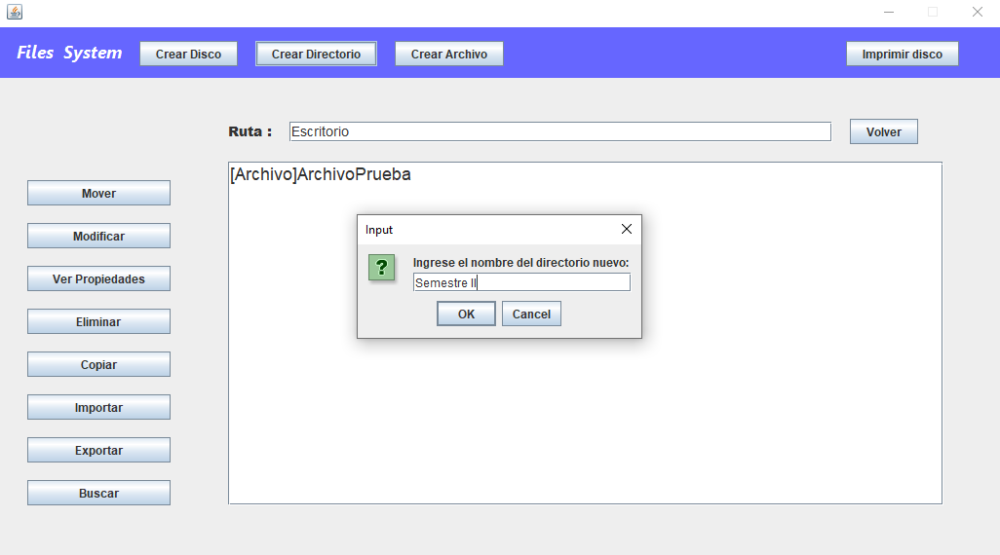 Files System
Crear Disco
Crear Directorio
Crear Archivo
Imprimir disco
Ruta :
Escritorio
Volver
[Archivo]ArchivoPrueba
Mover
Modificar
Ver Propiedades
Eliminar
Copiar
Importar
Exportar
Buscar
Input
?
Ingrese el nombre del directorio nuevo:
Semestre II
OK
Cancel